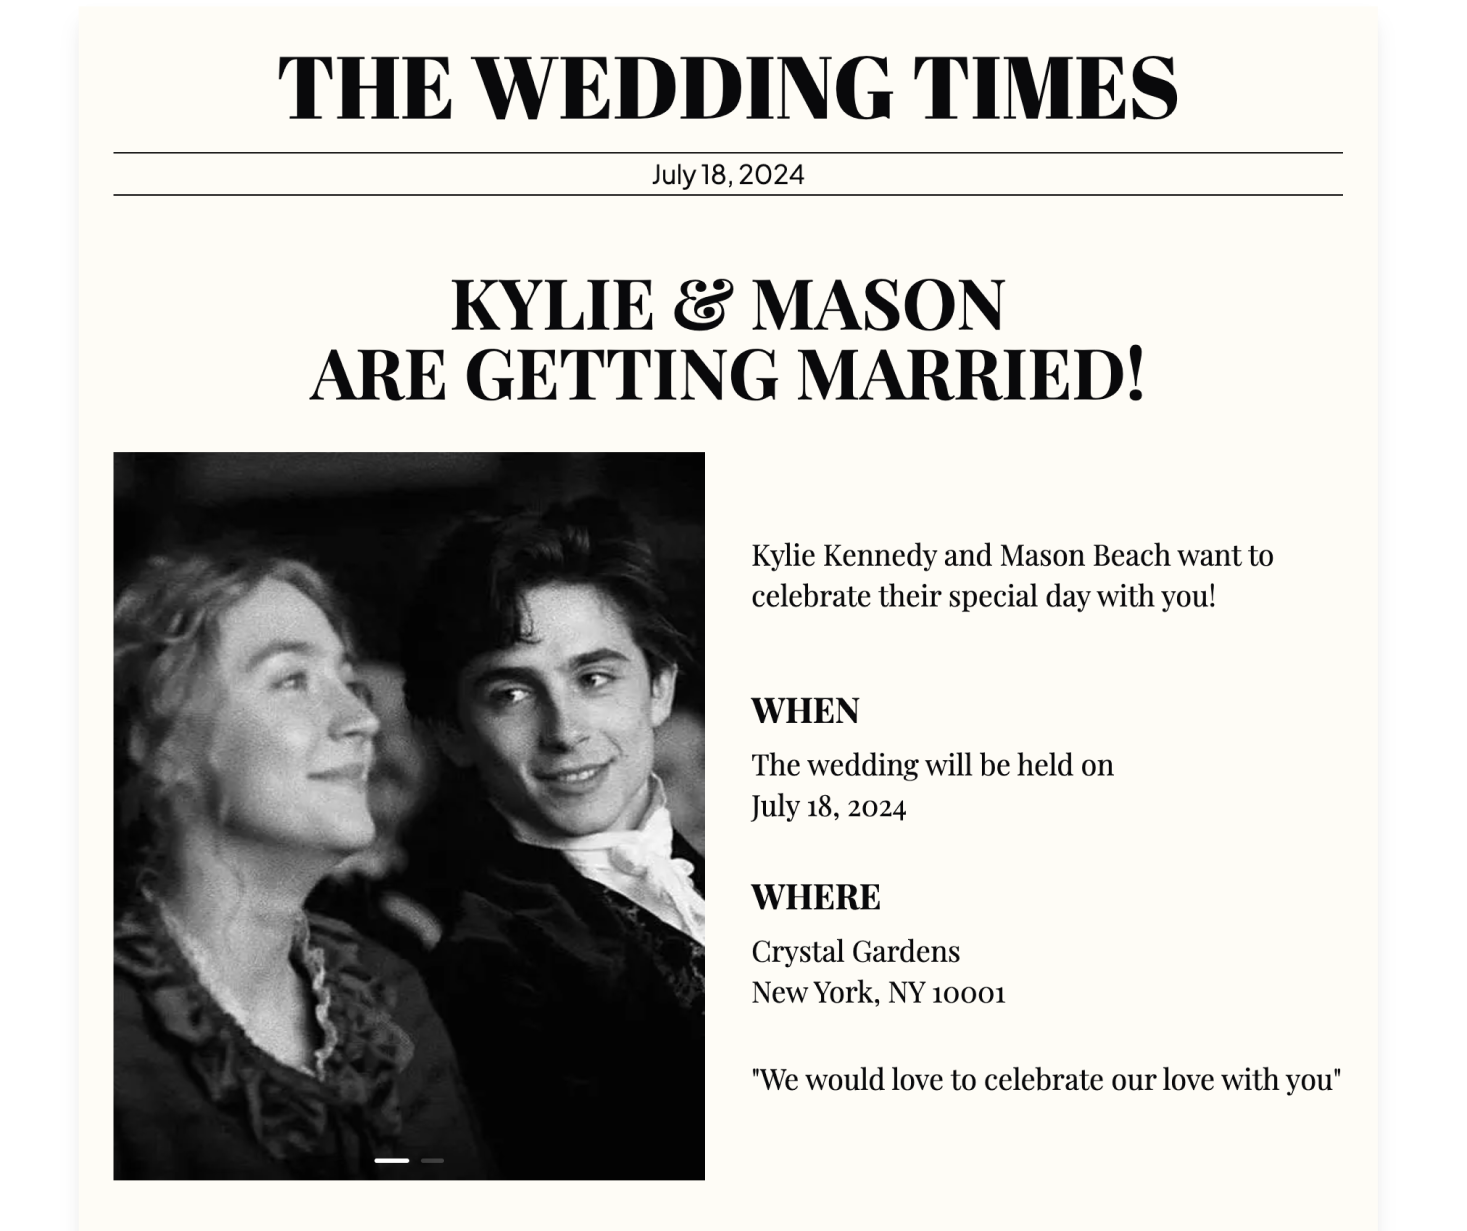 THE WEDDING TIMES
July 18, 2024
KYLIE & MASON
ARE GETTING MARRIED!
Kylie Kennedy and Mason Beach want to
celebrate their special day with you!
WHEN
The wedding will be held on
July 18, 2024
WHERE
Crystal Gardens
New York, NY 10001
"We would love to celebrate our love with you"